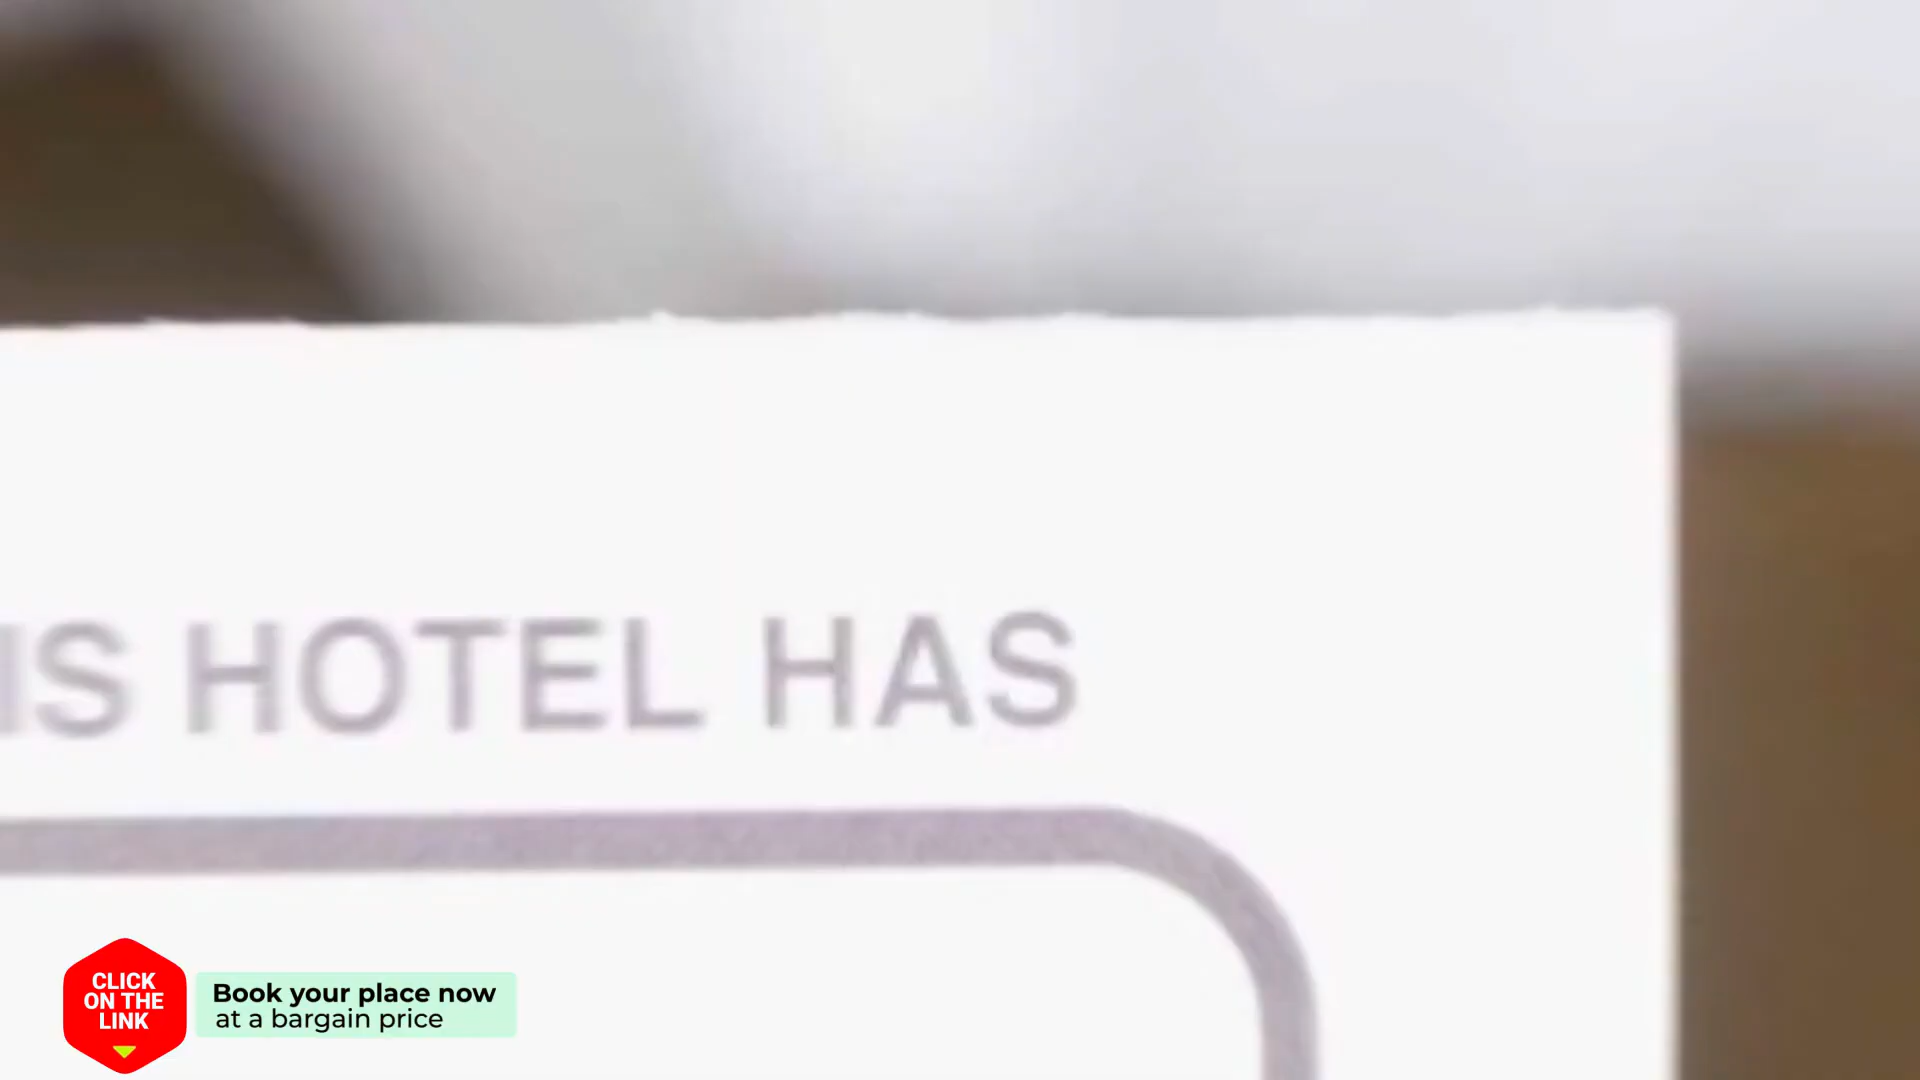 IS HOTEL HAS
CLICK
ON THE
LINK
Book your place now
at a bargain price